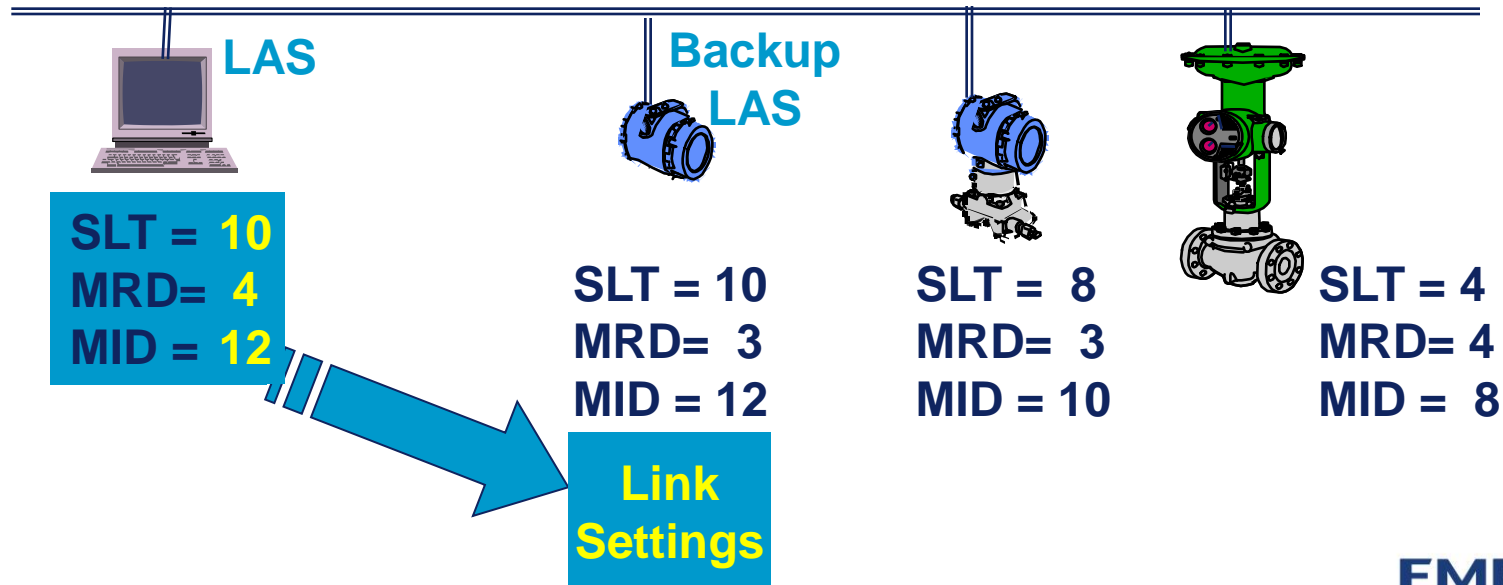 LAS
Backup
LAS
SLT = 10
MRD= 4
MID = 12
SLT = 10
MRD= 3
MID = 12
SLT = 8
MRD= 3
MID = 10
SLT = 4
MRD= 4
MID = 8
Link
Settings